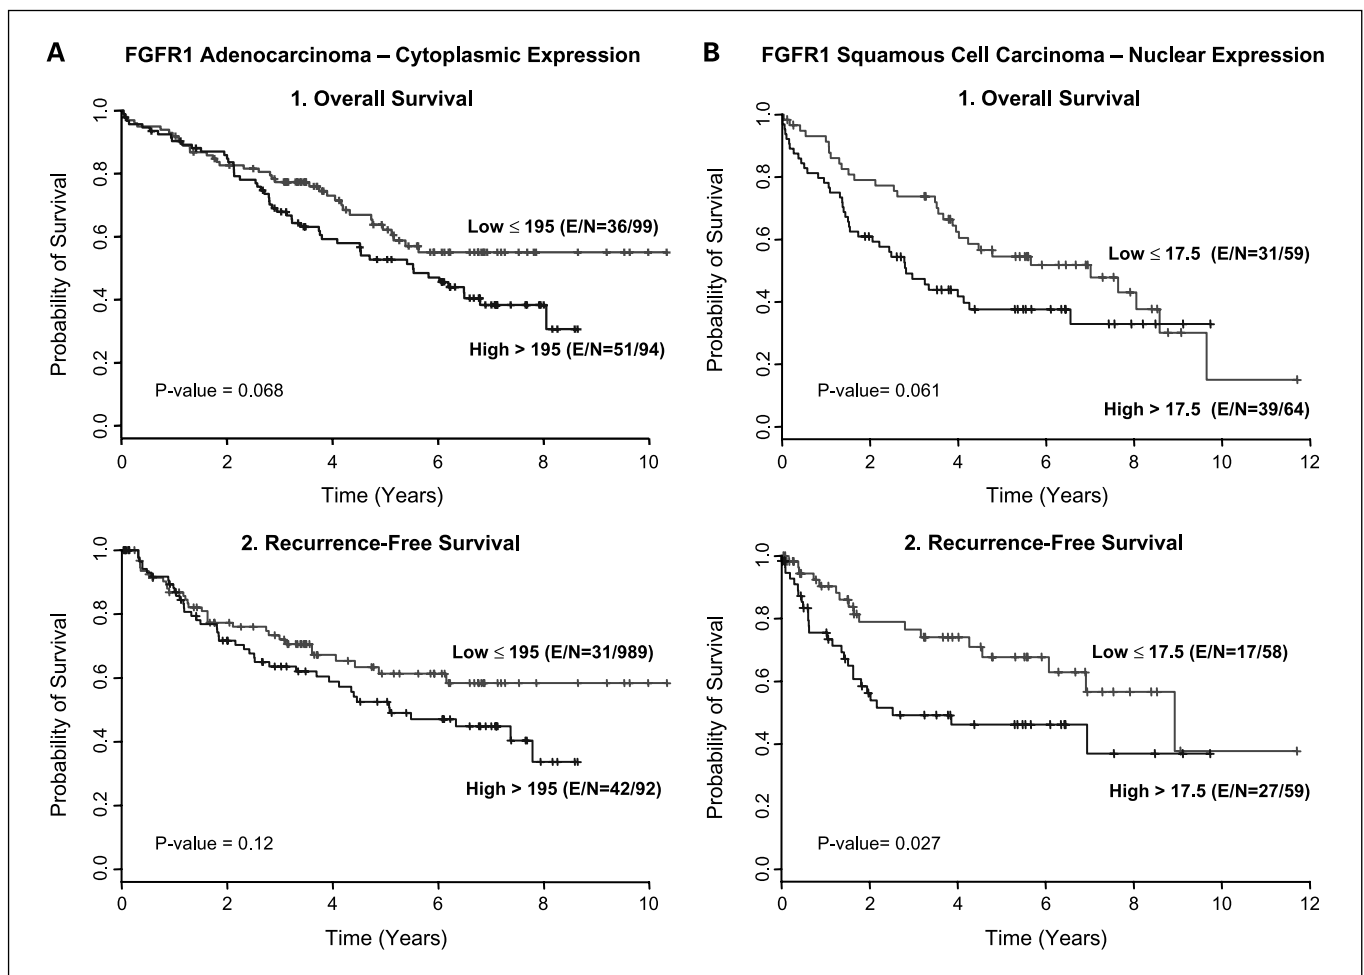 A FGFR1 Adenocarcinoma – Cytoplasmic Expression
1. Overall Survival
Probability of Survival
1.0
0.8
0.6
0.4
0.2
0.0
Low ≤ 195 (E/N=36/99)
High > 195 (E/N=51/94)
P-value = 0.068
0 2 4 6 8 10
Time (Years)
2. Recurrence-Free Survival
Probability of Survival
1.0
0.8
0.6
0.4
0.2
0.0
Low ≤ 195 (E/N=31/989)
High > 195 (E/N=42/92)
P-value = 0.12
0 2 4 6 8 10
Time (Years)
B FGFR1 Squamous Cell Carcinoma – Nuclear Expression
1. Overall Survival
Probability of Survival
1.0
0.8
0.6
0.4
0.2
0.0
Low ≤ 17.5 (E/N=31/59)
P-value= 0.061
High > 17.5 (E/N=39/64)
0 2 4 6 8 10 12
Time (Years)
2. Recurrence-Free Survival
Probability of Survival
1.0
0.8
0.6
0.4
0.2
0.0
Low ≤ 17.5 (E/N=17/58)
High > 17.5 (E/N=27/59)
P-value= 0.027
0 2 4 6 8 10 12
Time (Years)